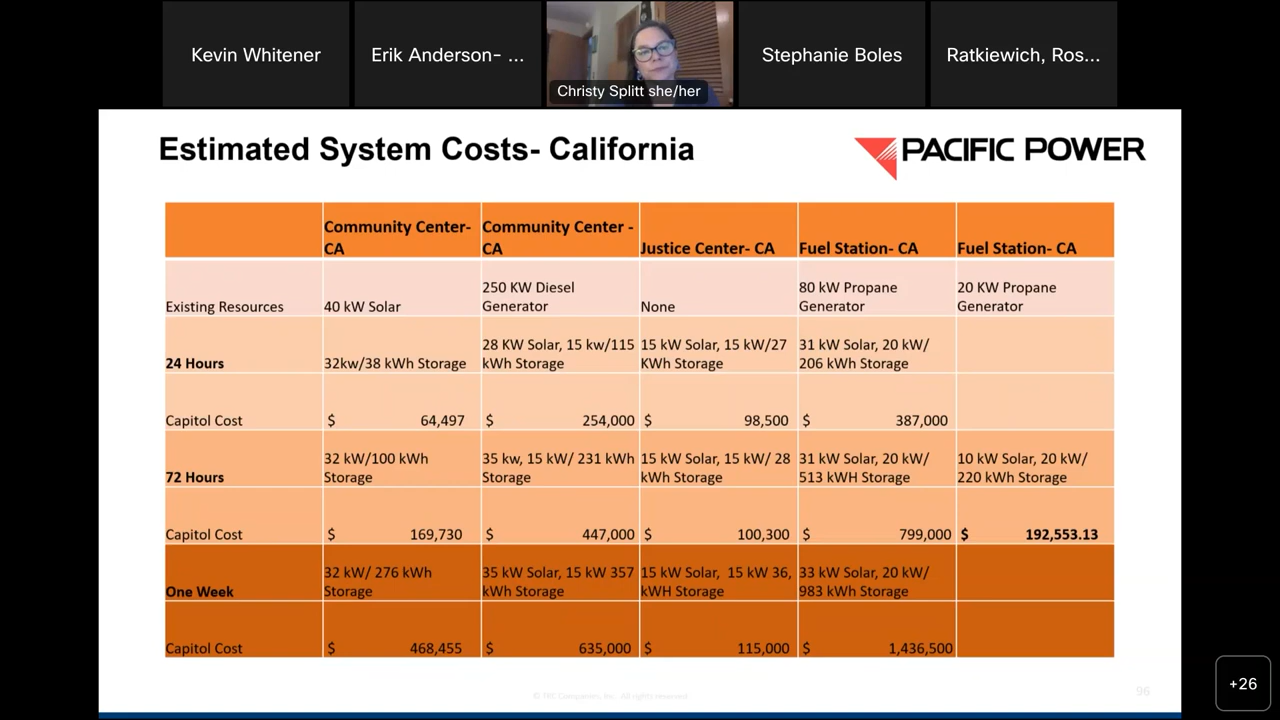 Kevin Whitener
Erik Anderson- ...
Christy Splitt she/her
Stephanie Boles
Ratkiewich, Ros...
Estimated System Costs- California
PACIFIC POWER
Community Center-
CA
Community Center -
CA
Justice Center- CA
Fuel Station- CA
Fuel Station- CA
Existing Resources
40 kW Solar
250 KW Diesel
Generator
None
80 kW Propane
Generator
20 KW Propane
Generator
24 Hours
32kw/38 kWh Storage
28 KW Solar, 15 kw/115
kWh Storage
15 kW Solar, 15 kW/27
KWh Storage
31 kW Solar, 20 kW/
206 kWh Storage
Capitol Cost
$ 64,497
$ 254,000
$ 98,500
$ 387,000
72 Hours
32 kW/100 kWh
Storage
35 kw, 15 kW/ 231 kWh
Storage
15 kW Solar, 15 kW/ 28
kWh Storage
31 kW Solar, 20 kW/
513 kWH Storage
10 kW Solar, 20 kW/
220 kWh Storage
Capitol Cost
$ 169,730
$ 447,000
$ 100,300
$ 799,000
$ 192,553.13
One Week
32 kW/ 276 kWh
Storage
35 kW Solar, 15 kW 357
kWh Storage
15 kW Solar, 15 kW 36,
kWH Storage
33 kW Solar, 20 kW/
983 kWh Storage
Capitol Cost
$ 468,455
$ 635,000
$ 115,000
$ 1,436,500
All rights reserved
96
+26